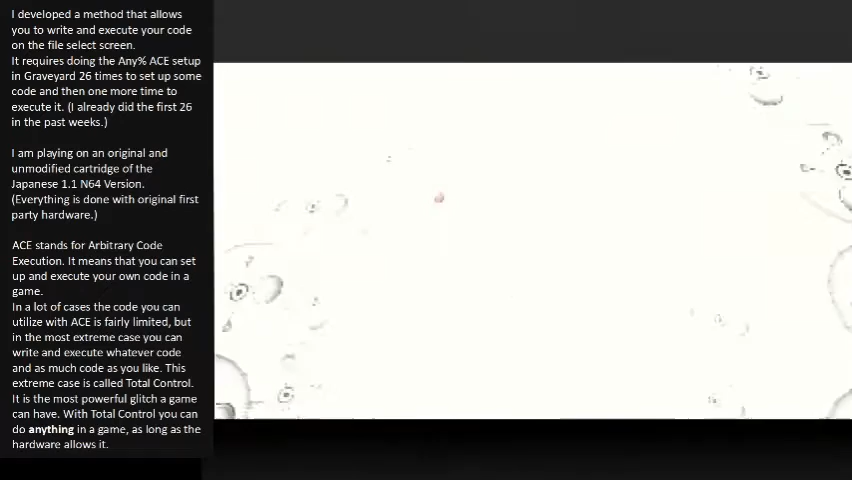 I developed a method that allows
you to write and execute your code
on the file select screen.
It requires doing the Any% ACE setup
in Graveyard 26 times to set up some
code and then one more time to
execute it. (I already did the first 26
in the past weeks.)
I am playing on an original and
unmodified cartridge of the
Japanese 1.1 N64 Version.
(Everything is done with original first
party hardware.)
ACE stands for Arbitrary Code
Execution. It means that you can set
up and execute your own code in a
game.
In a lot of cases the code you can
utilize with ACE is fairly limited, but
in the most extreme case you can
write and execute whatever code
and as much code as you like. This
extreme case is called Total Control.
It is the most powerful glitch a game
can have. With Total Control you can
do anything in a game, as long as the
hardware allows it.